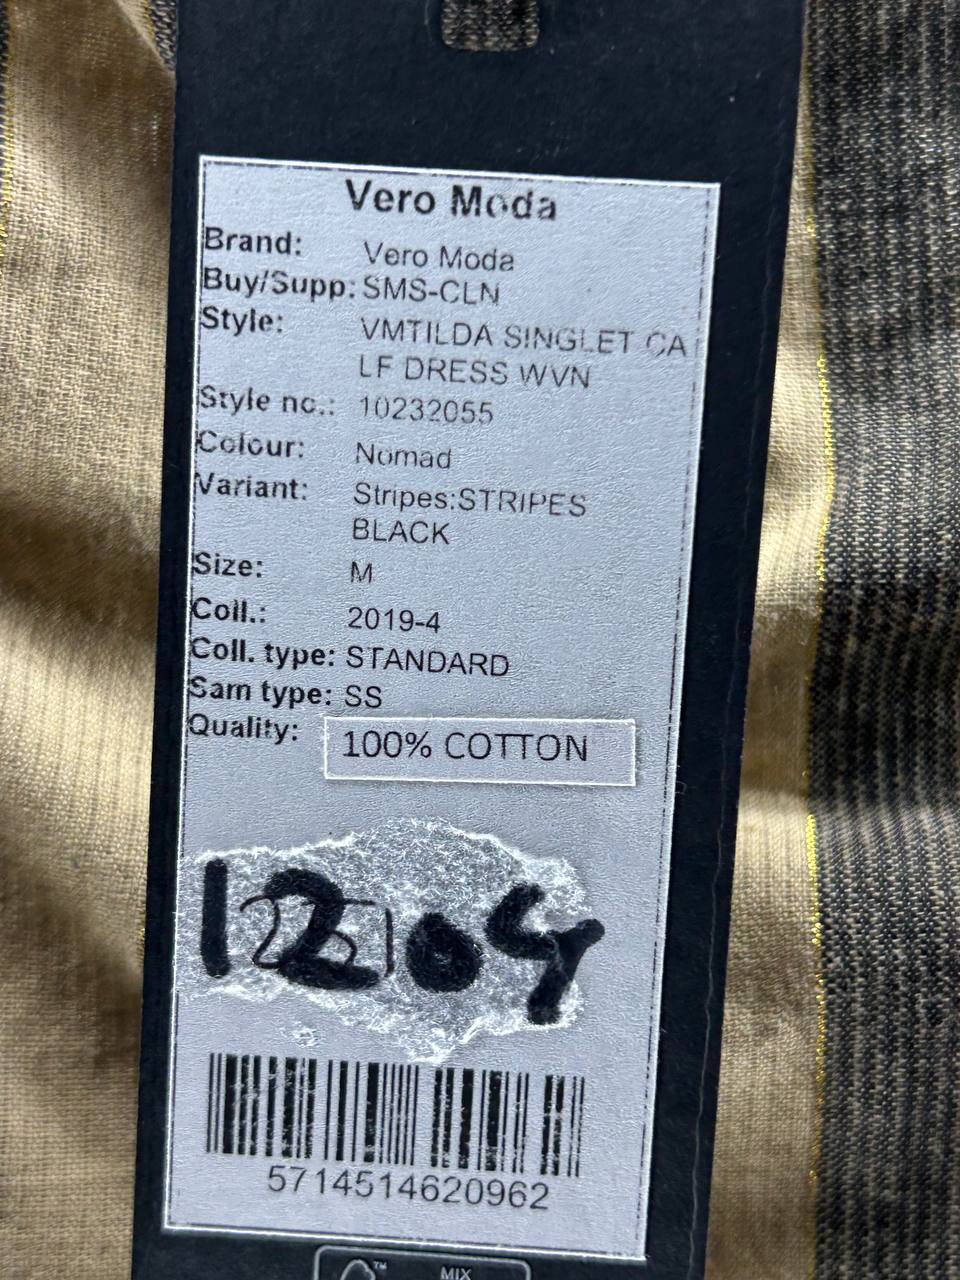 Vero Moda
Brand: Vero Moda
Buy/Supp: SMS-CLN
Style: VMTILDA SINGLET CA
LF DRESS WVN
Style no.: 10232055
Colour: Nomad
Variant: Stripes:STRIPES
BLACK
Size: M
Coll.: 2019-4
Coll. type: STANDARD
Sam type: SS
Quality: 100% COTTON
1204
5714514620962
™ MIX